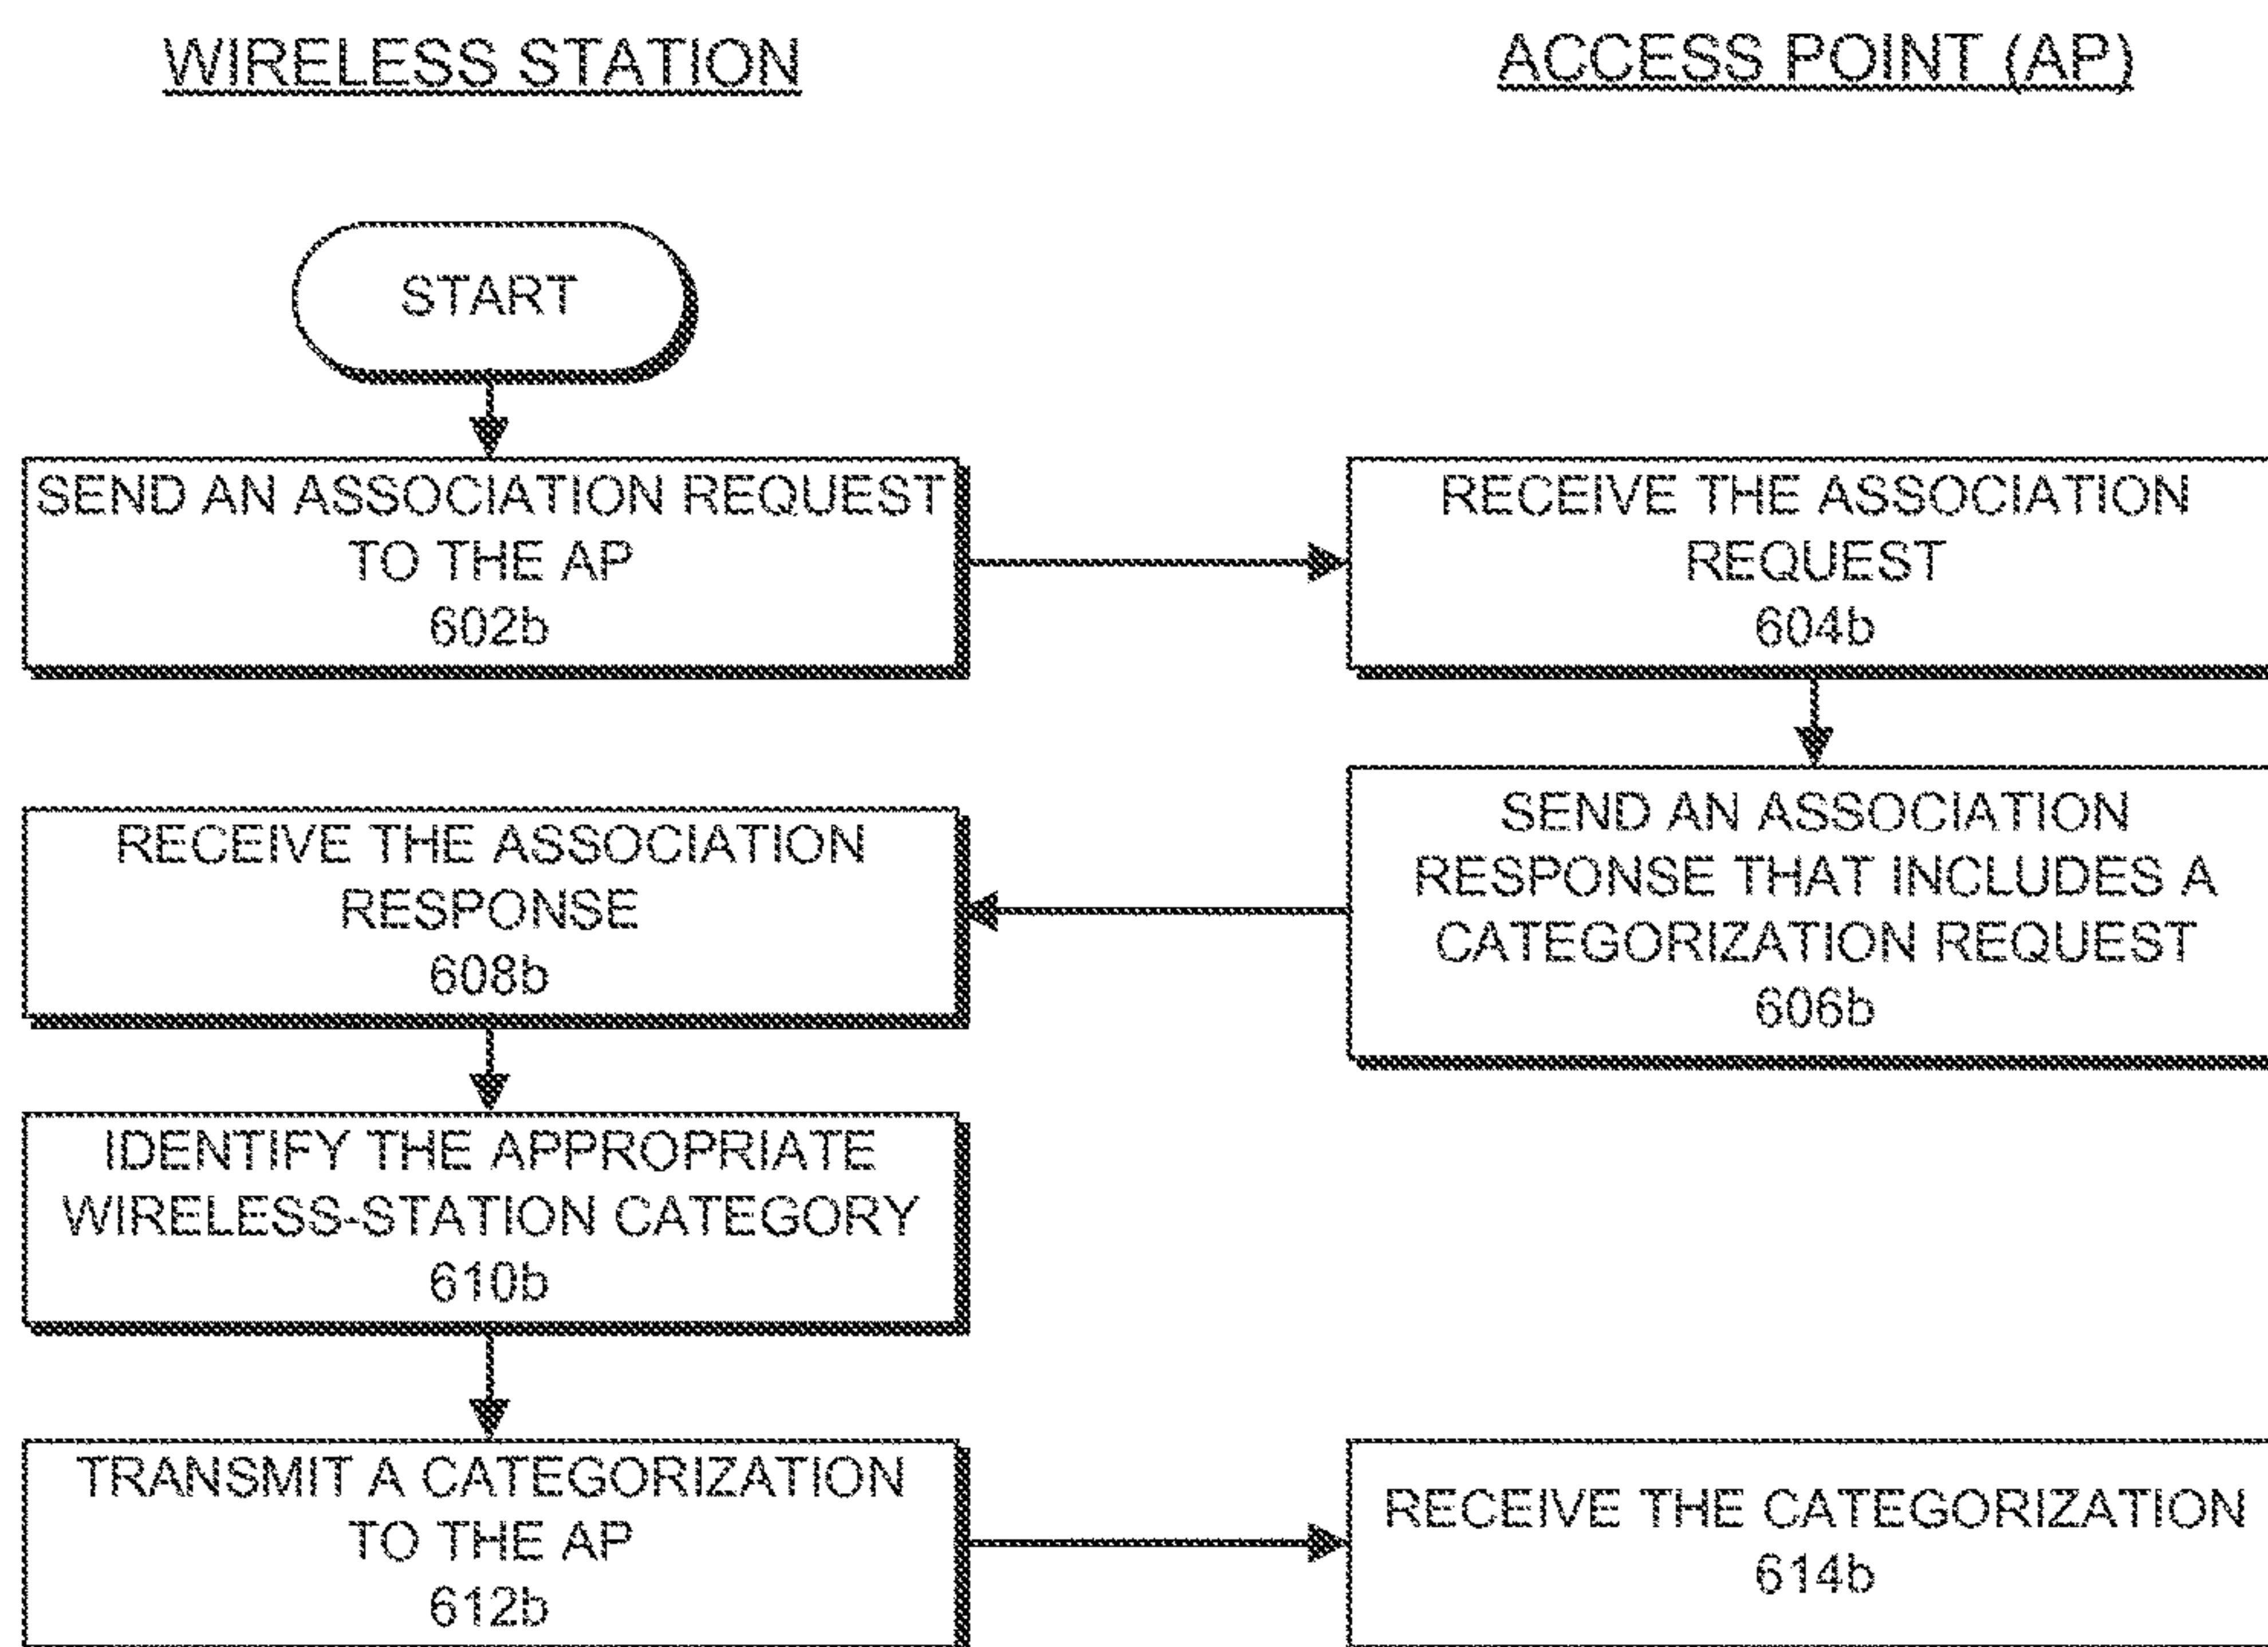 WIRELESS STATION
ACCESS POINT (AP)
START
SEND AN ASSOCIATION REQUEST
TO THE AP
602b
RECEIVE THE ASSOCIATION
REQUEST
604b
SEND AN ASSOCIATION
RESPONSE THAT INCLUDES A
CATEGORIZATION REQUEST
606b
RECEIVE THE ASSOCIATION
RESPONSE
608b
IDENTIFY THE APPROPRIATE
WIRELESS-STATION CATEGORY
610b
TRANSMIT A CATEGORIZATION
TO THE AP
612b
RECEIVE THE CATEGORIZATION
614b